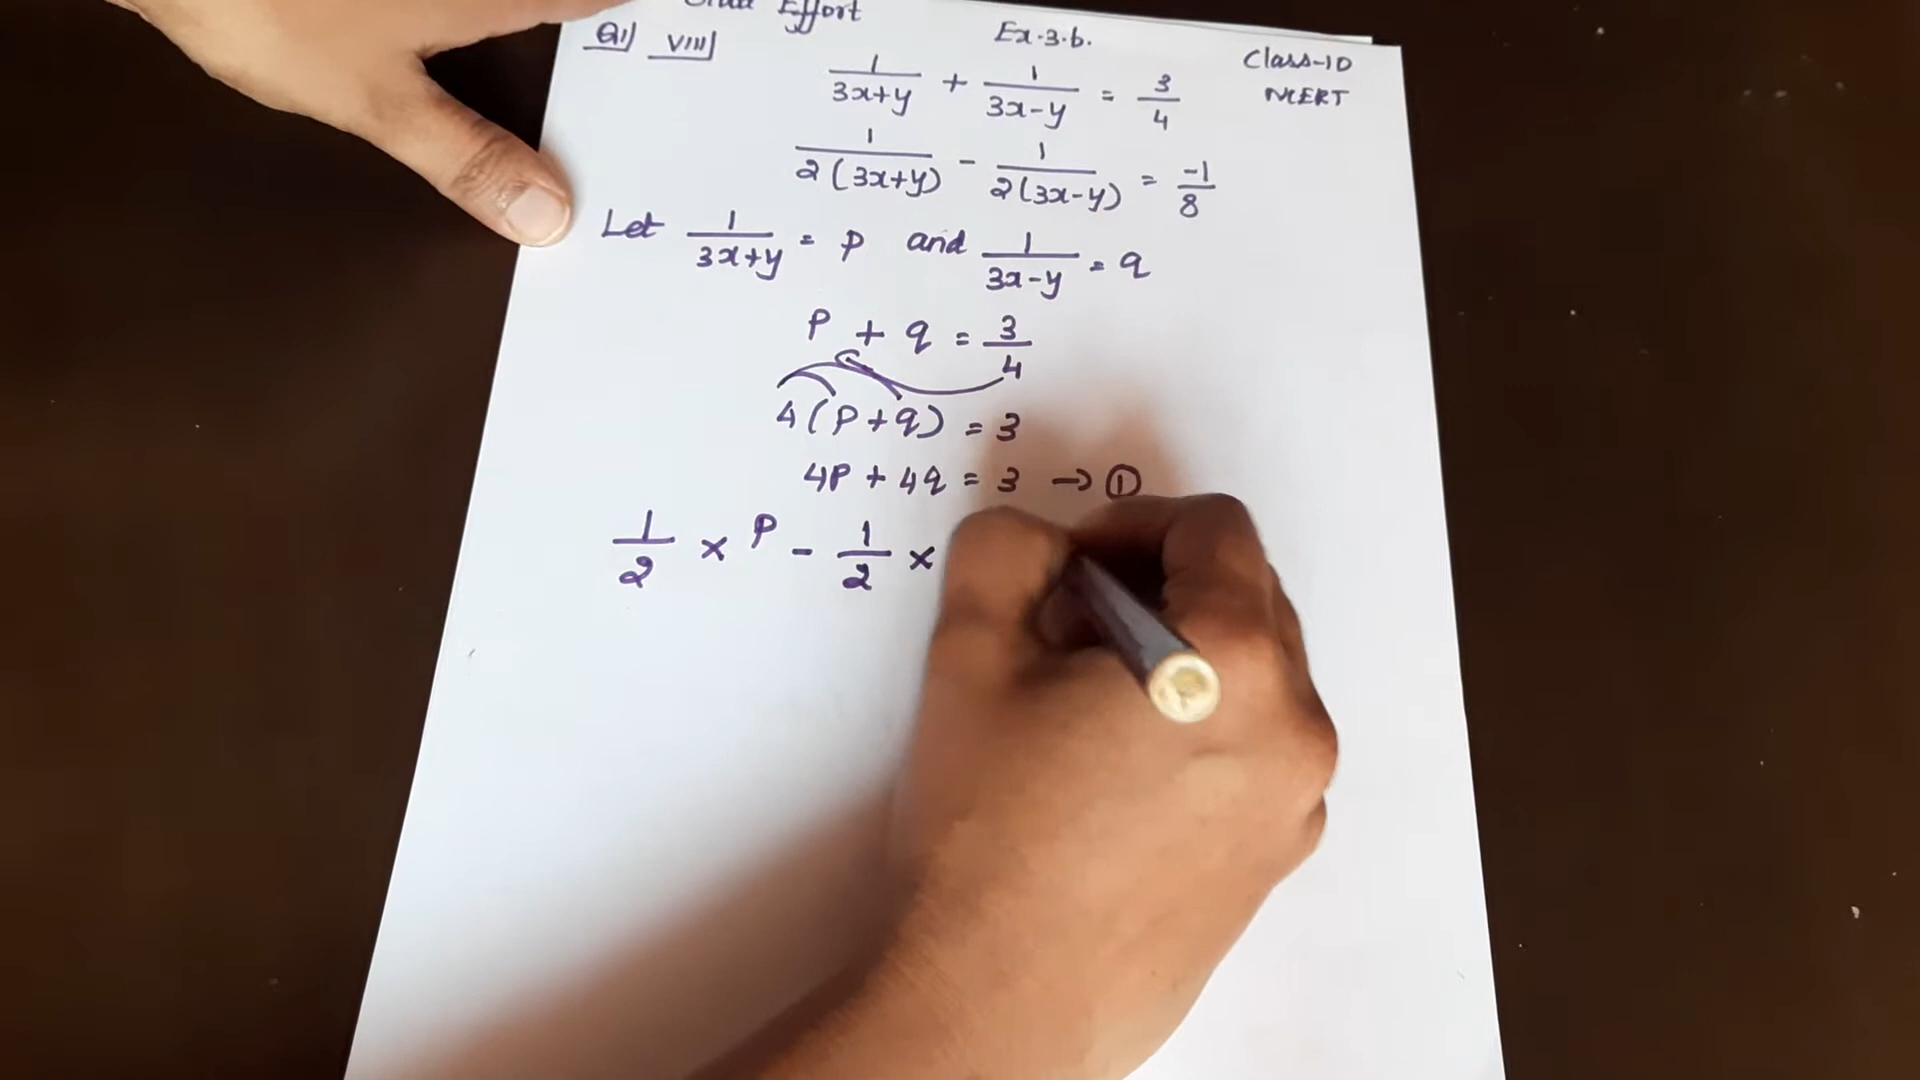 Effort Ex.3.b. Class-10
Q1) VIII) NCERT
1/(3x+y) + 1/(3x-y) = 3/4
1/(2(3x+y)) - 1/(2(3x-y)) = -1/8
Let 1/(3x+y) = p and 1/(3x-y) = q
P + q = 3/4
4(P+q) = 3
4P + 4q = 3 → ①
1/2 × P - 1/2 ×